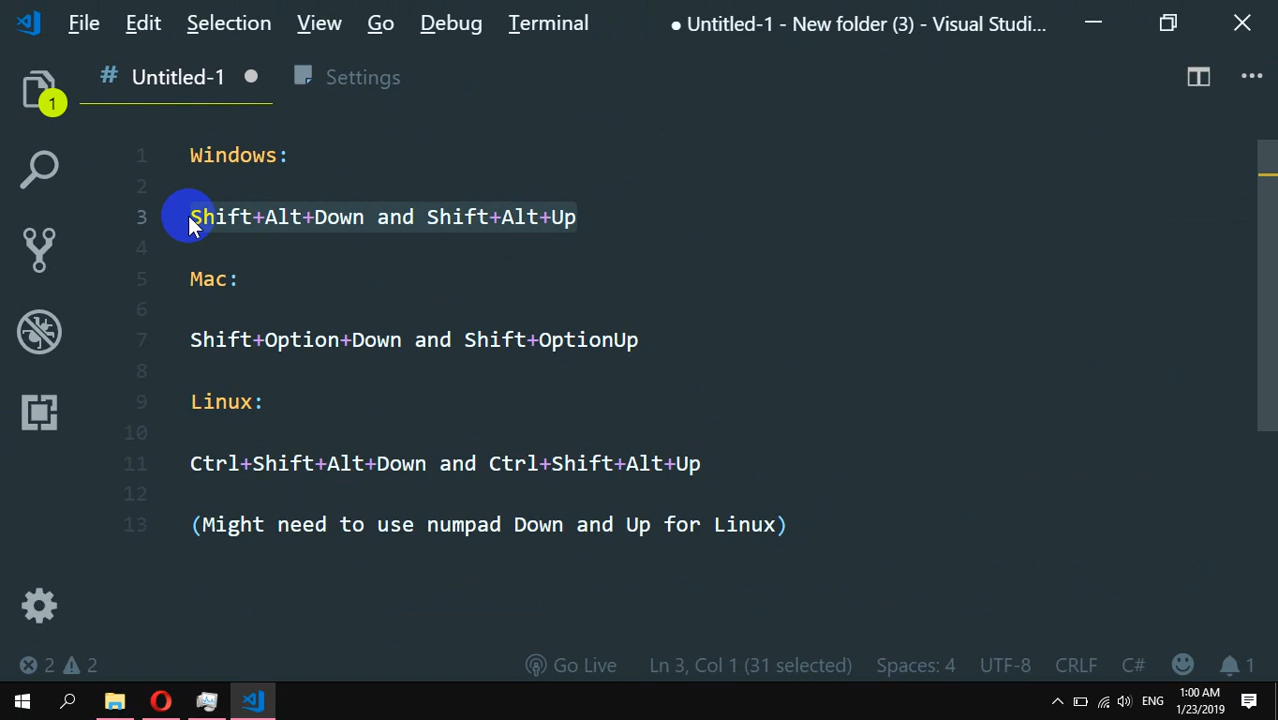 File Edit Selection View Go Debug Terminal ● Untitled-1 - New folder (3) - Visual Studi...
# Untitled-1 ● Settings
1
1 Windows:
2
3 Shift+Alt+Down and Shift+Alt+Up
4
5 Mac:
6
7 Shift+Option+Down and Shift+OptionUp
8
9 Linux:
10
11 Ctrl+Shift+Alt+Down and Ctrl+Shift+Alt+Up
12
13 (Might need to use numpad Down and Up for Linux)
2 2 Go Live Ln 3, Col 1 (31 selected) Spaces: 4 UTF-8 CRLF C# 1
ENG 1:00 AM
1/23/2019